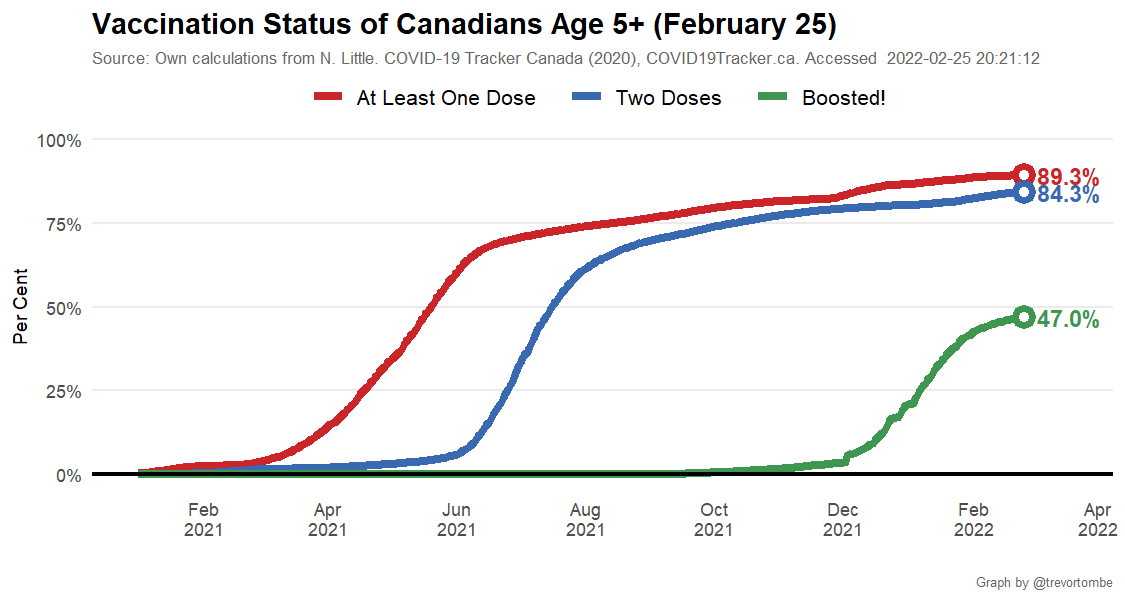 Vaccination Status of Canadians Age 5+ (February 25)
Source: Own calculations from N. Little. COVID-19 Tracker Canada (2020), COVID19Tracker.ca. Accessed  2022-02-25 20:21:12
At Least One Dose Two Doses Boosted!
Per Cent
100%
75%
50%
25%
0%
89.3%
84.3%
47.0%
Feb Apr Jun Aug Oct Dec Feb Apr
2021 2021 2021 2021 2021 2021 2022 2022
Graph by @trevortombe